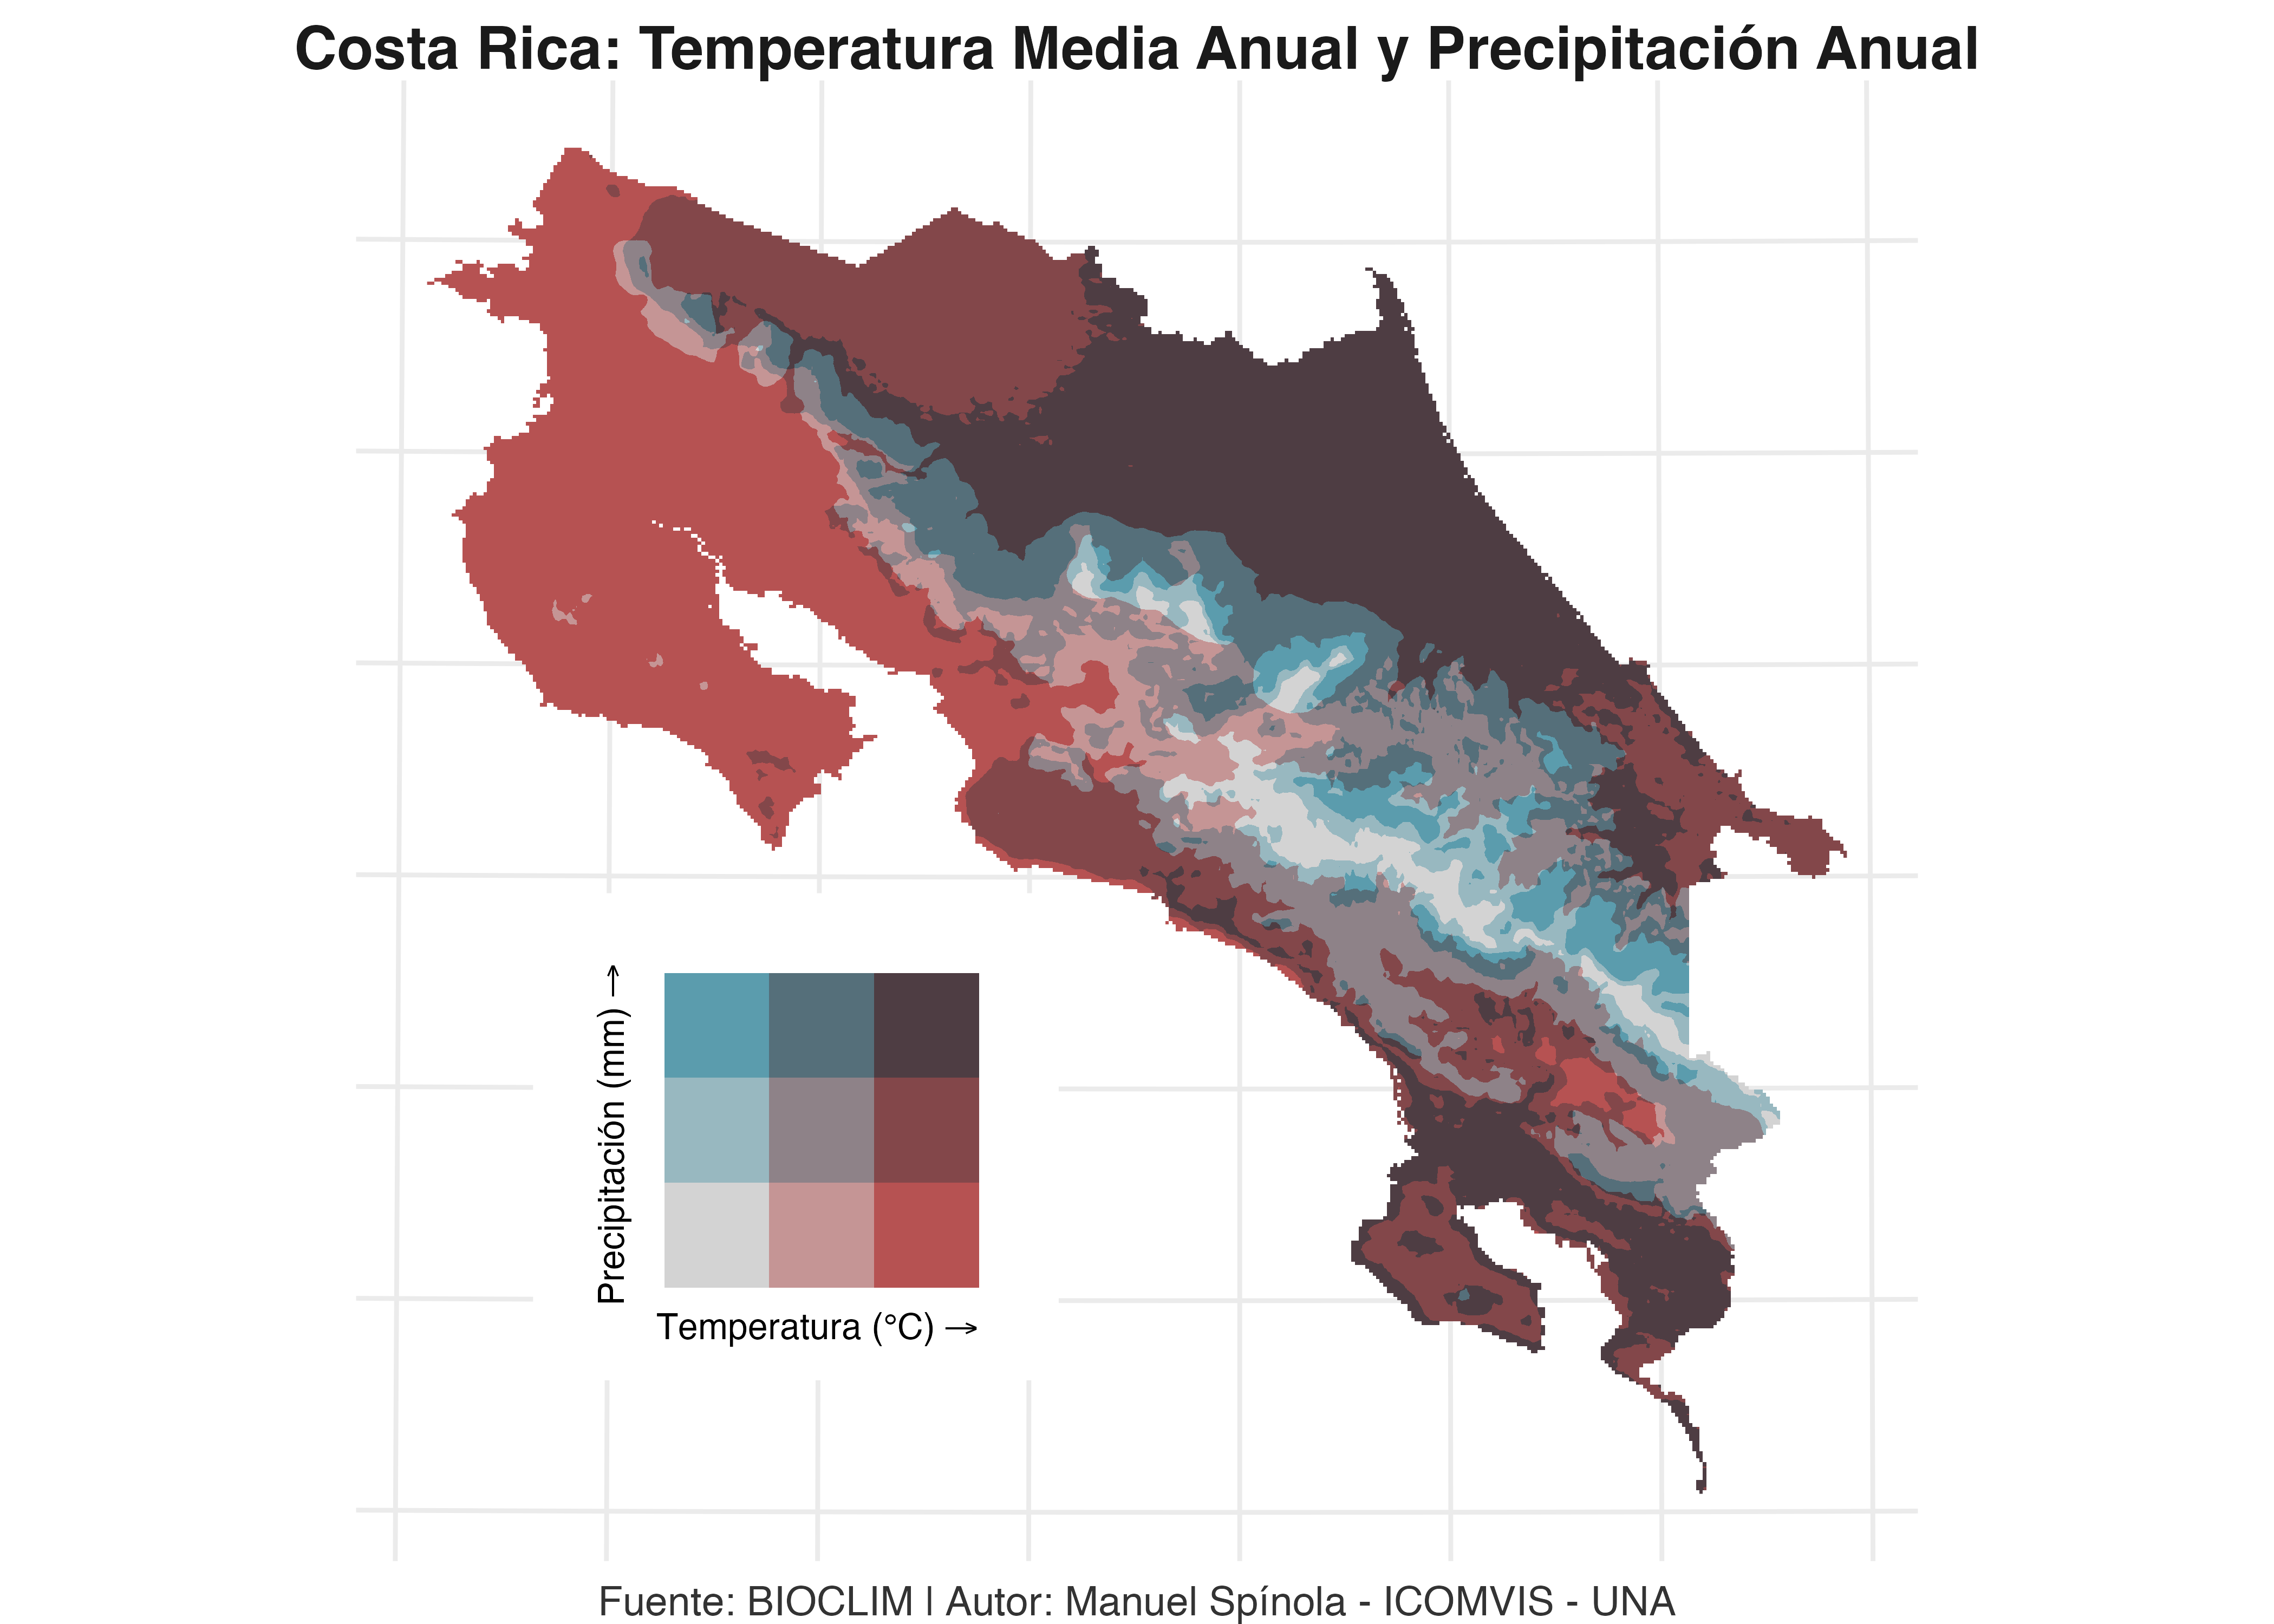 Costa Rica: Temperatura Media Anual y Precipitación Anual
Precipitación (mm) →
Temperatura (°C) →
Fuente: BIOCLIM | Autor: Manuel Spínola - ICOMVIS - UNA